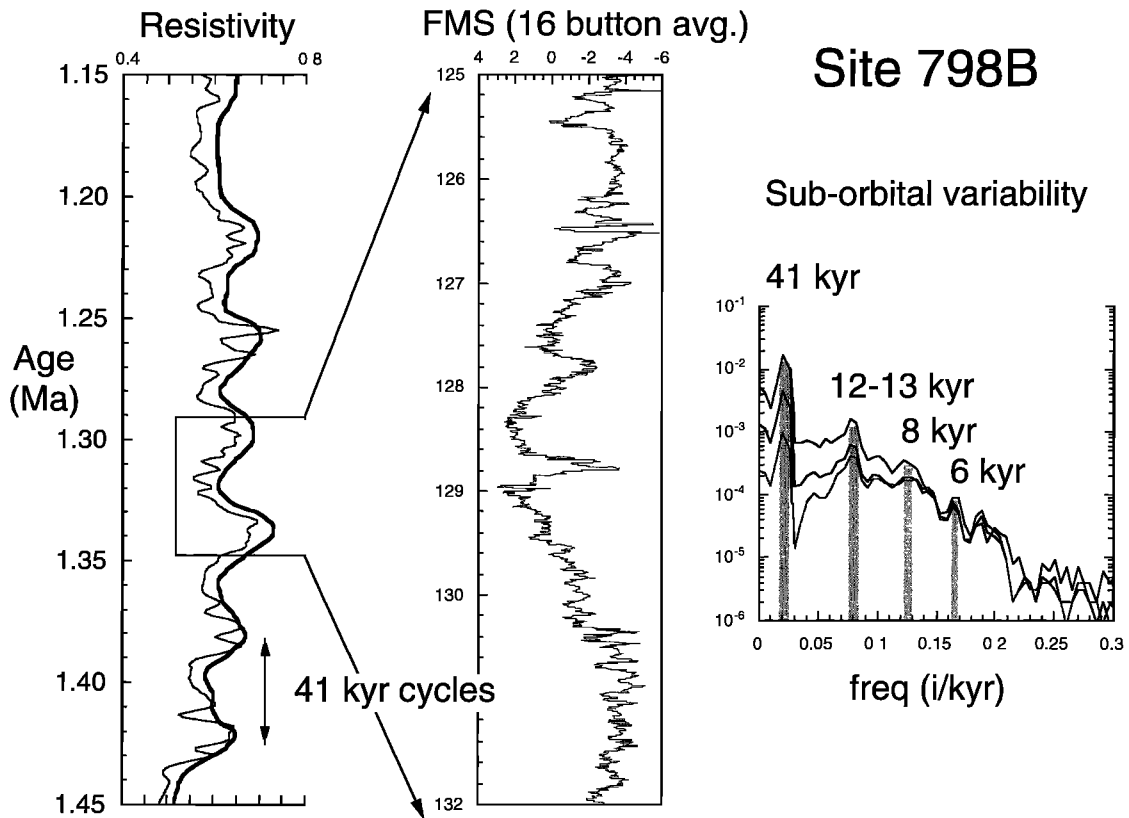 Resistivity
0.4
0 8
1.15
1.20
1.25
1.30
1.35
1.40
1.45
Age
(Ma)
41 kyr cycles
FMS (16 button avg.)
4
2
0
-2
-4
-6
125
126
127
128
129
130
132
Site 798B
Sub-orbital variability
41 kyr
12-13 kyr
8 kyr
6 kyr
10-1
10-2
10-3
10-4
10-5
10-6
0
0.05
0 1
0.15
0 2
0.25
0.3
freq (i/kyr)